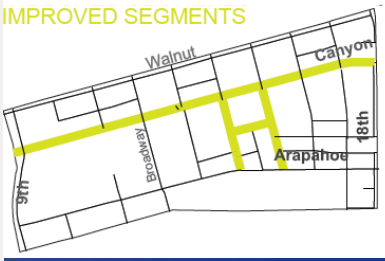 IMPROVED SEGMENTS
Walnut
Canyon
Broadway
18th
Arapahoe
9th